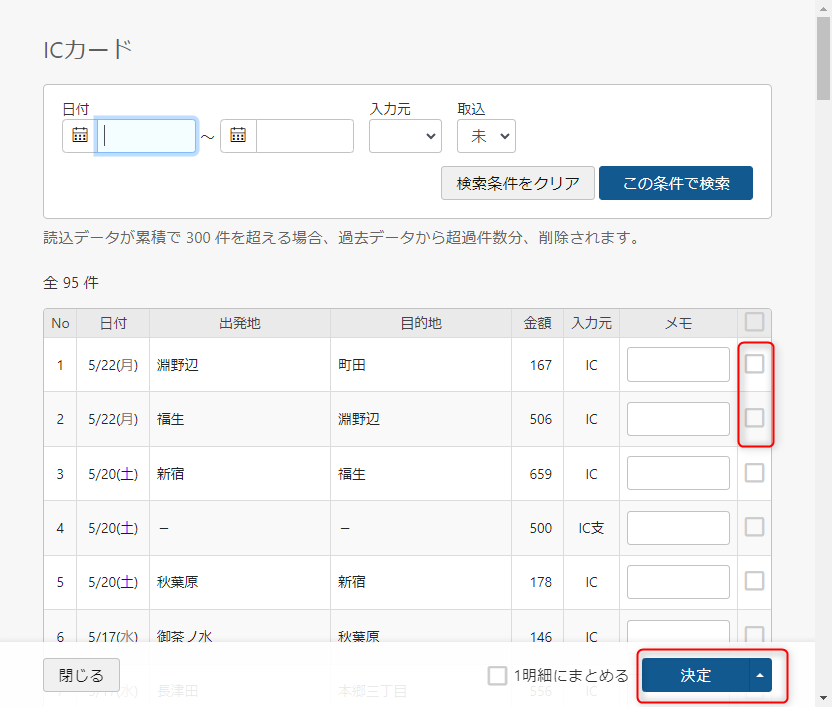 ICカード
日付 入力元 取込
～ 未
検索条件をクリア この条件で検索
読込データが累積で 300 件を超える場合、過去データから超過件数分、削除されます。
全 95 件
No 日付 出発地 目的地 金額 入力元 メモ
1 5/22(月) 淵野辺 町田 167 IC
2 5/22(月) 福生 淵野辺 506 IC
3 5/20(土) 新宿 福生 659 IC
4 5/20(土) － － 500 IC支
5 5/20(土) 秋葉原 新宿 178 IC
6 5/17(水) 御茶ノ水 秋葉原 146 IC
7 5/17(水) 長津田 本郷三丁目 556 IC
閉じる 1明細にまとめる 決定